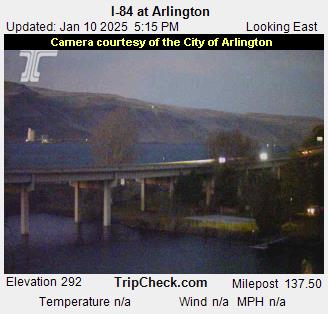 I-84 at Arlington
Updated: Jan 10 2025 5:15 PM Looking East
Camera courtesy of the City of Arlington
Elevation 292 TripCheck.com Milepost 137.50
Temperature n/a Wind n/a MPH n/a